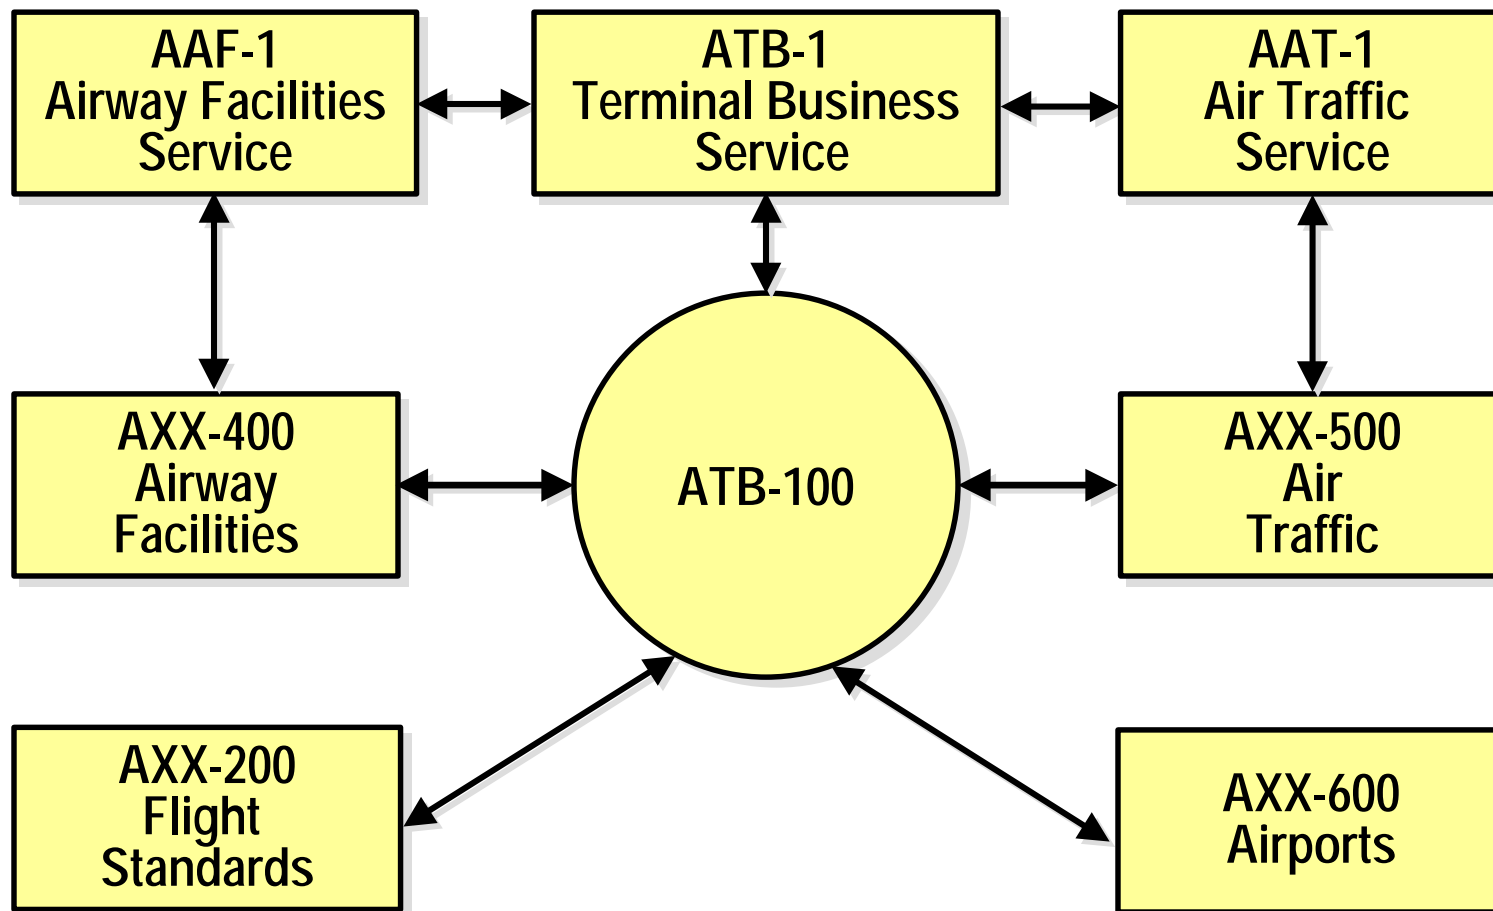 AAF-1
Airway Facilities
Service
ATB-1
Terminal Business
Service
AAT-1
Air Traffic
Service
AXX-400
Airway
Facilities
ATB-100
AXX-500
Air
Traffic
AXX-200
Flight
Standards
AXX-600
Airports